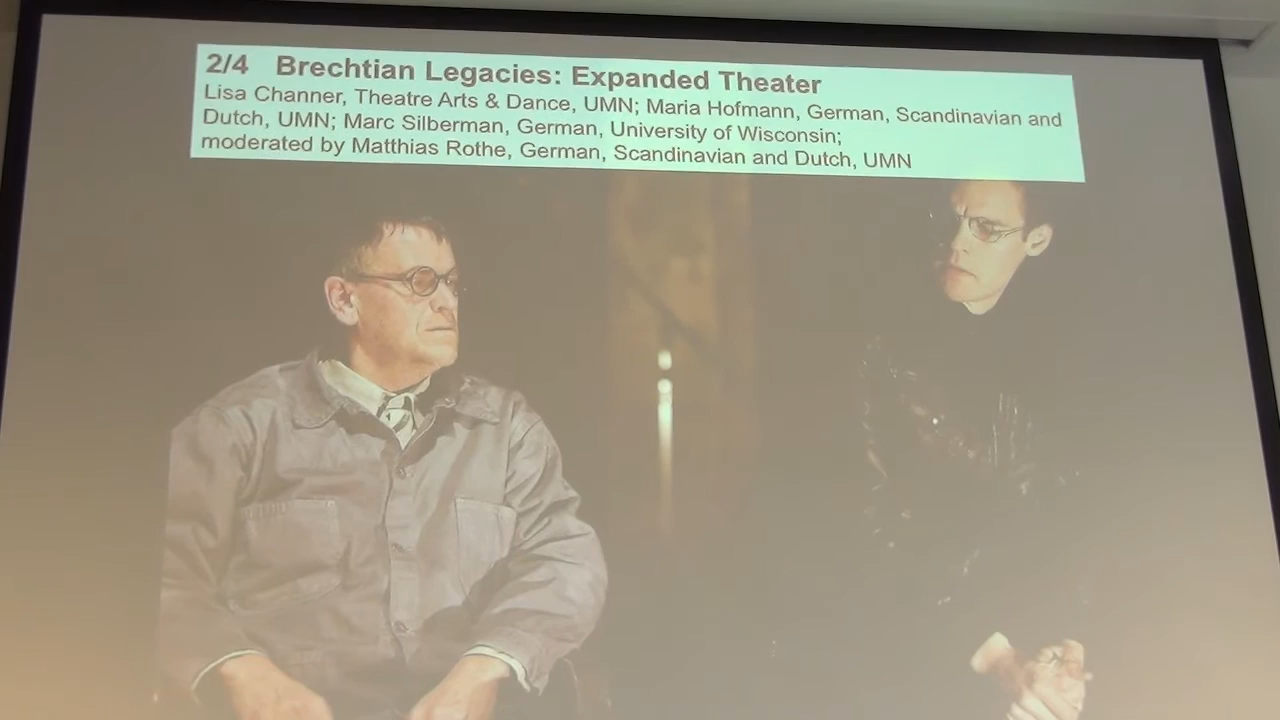 2/4 Brechtian Legacies: Expanded Theater
Lisa Channer, Theatre Arts & Dance, UMN; Maria Hofmann, German, Scandinavian and
Dutch, UMN; Marc Silberman, German, University of Wisconsin;
moderated by Matthias Rothe, German, Scandinavian and Dutch, UMN